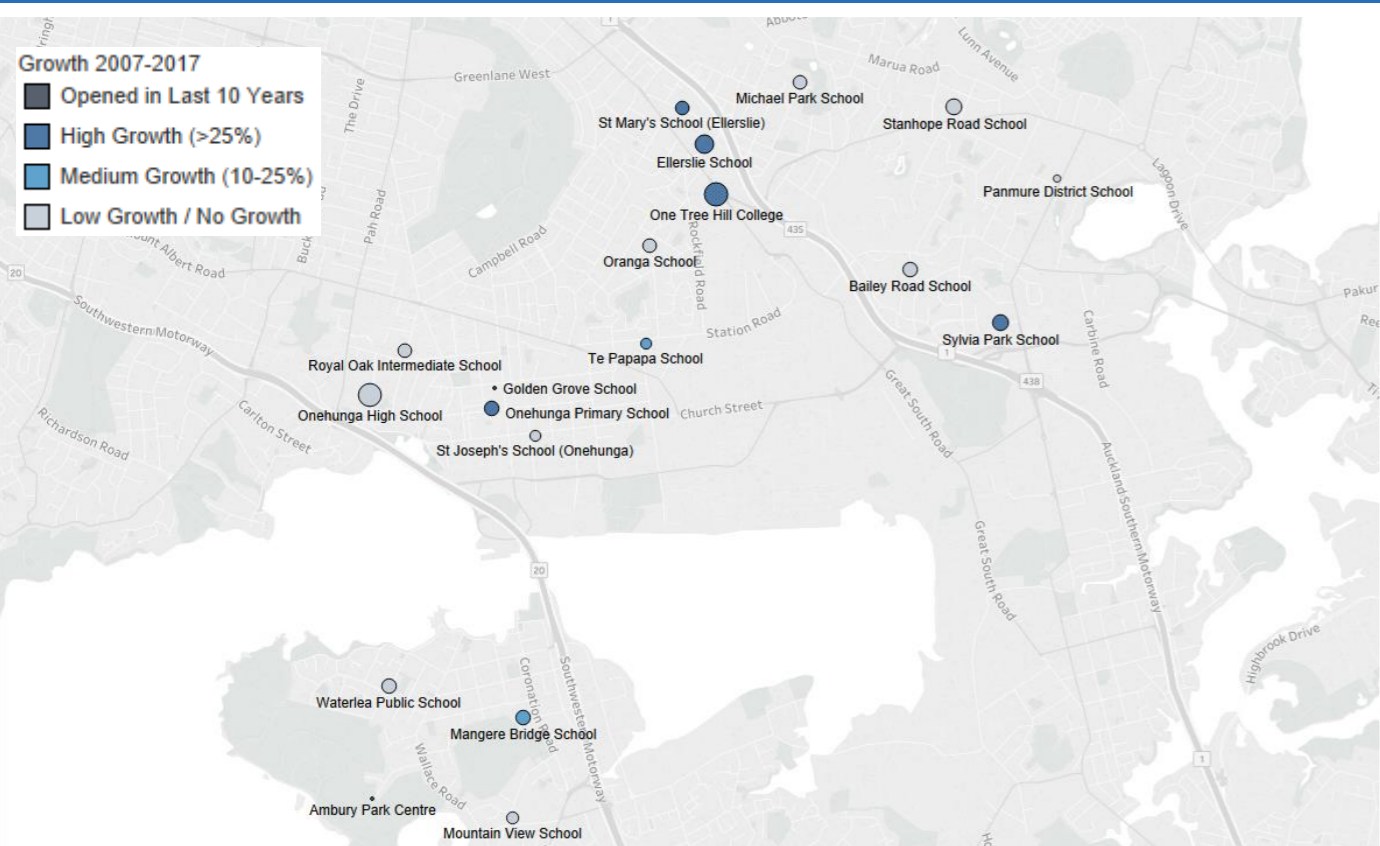 Growth 2007-2017
Opened in Last 10 Years
High Growth (>25%)
Medium Growth (10-25%)
Low Growth / No Growth
1
Greenlane West
The Drive
Pah Road
Mount Albert Road
Campbell Road
Marua Road
Lunn Avenue
Michael Park School
St Mary's School (Ellerslie)
Stanhope Road School
Ellerslie School
Panmure District School
Lagoon Drive
One Tree Hill College
435
Rockfield Road
Oranga School
Bailey Road School
20
Southwestern Motorway
Station Road
Sylvia Park School
Carbine Road
1
438
Te Papapa School
Royal Oak Intermediate School
Golden Grove School
Onehunga High School
Onehunga Primary School
Church Street
Great South Road
Richardson Road
Carlton Street
St Joseph's School (Onehunga)
Auckland Southern Motorway
20
Great South Road
Highbrook Drive
Waterlea Public School
Coronation Road
Southwestern Motorway
Mangere Bridge School
Wallace Road
1
Ambury Park Centre
Mountain View School